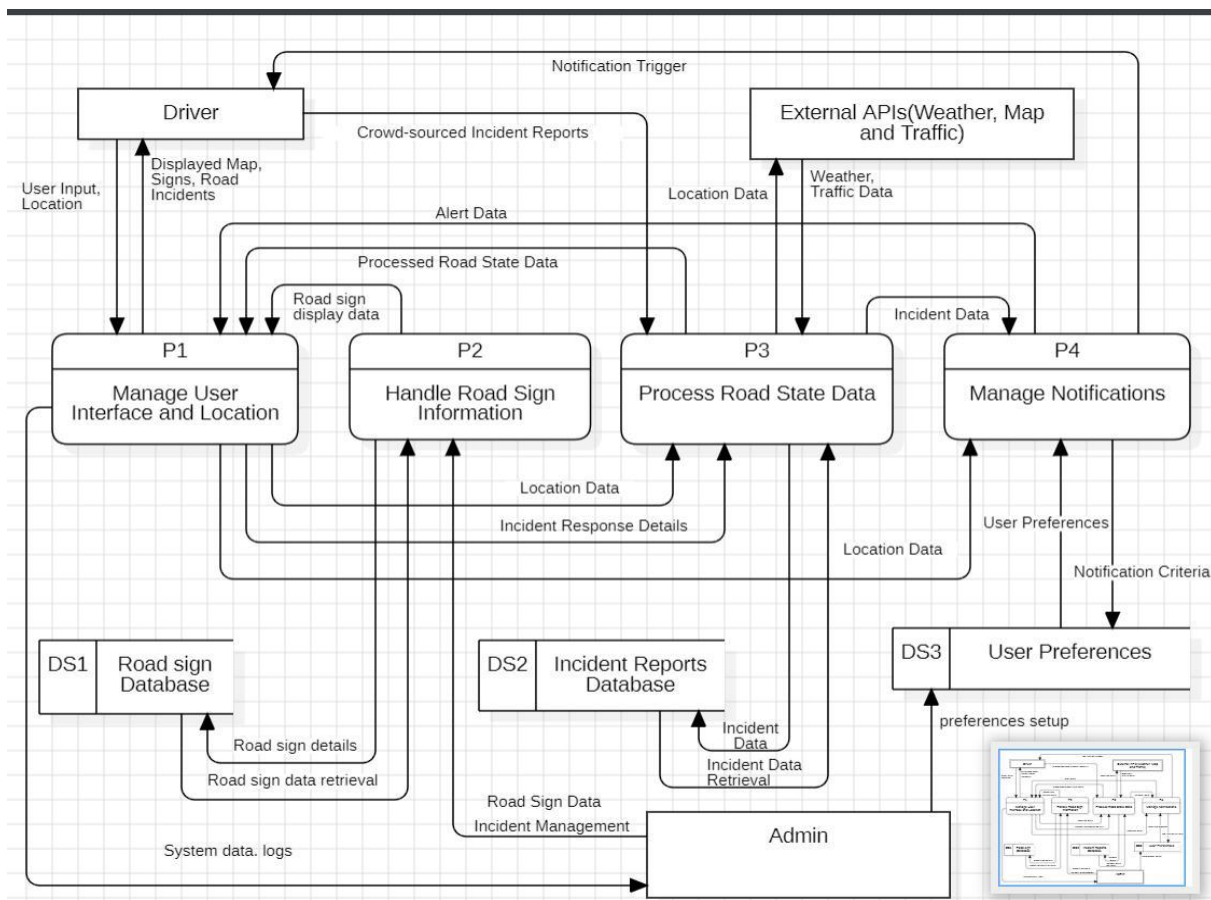 Notification Trigger
Driver
External APIs(Weather, Map
and Traffic)
Crowd-sourced Incident Reports
Displayed Map,
Signs, Road
Incidents
User Input,
Location
Location Data
Weather,
Traffic Data
Alert Data
Processed Road State Data
Road sign
display data
Incident Data
P1
Manage User
Interface and Location
P2
Handle Road Sign
Information
P3
Process Road State Data
P4
Manage Notifications
Location Data
Incident Response Details
User Preferences
Location Data
Notification Criteria
DS1
Road sign
Database
DS2
Incident Reports
Database
DS3
User Preferences
preferences setup
Incident
Data
Road sign details
Incident Data
Retrieval
Road sign data retrieval
Road Sign Data
Incident Management
Admin
System data. logs